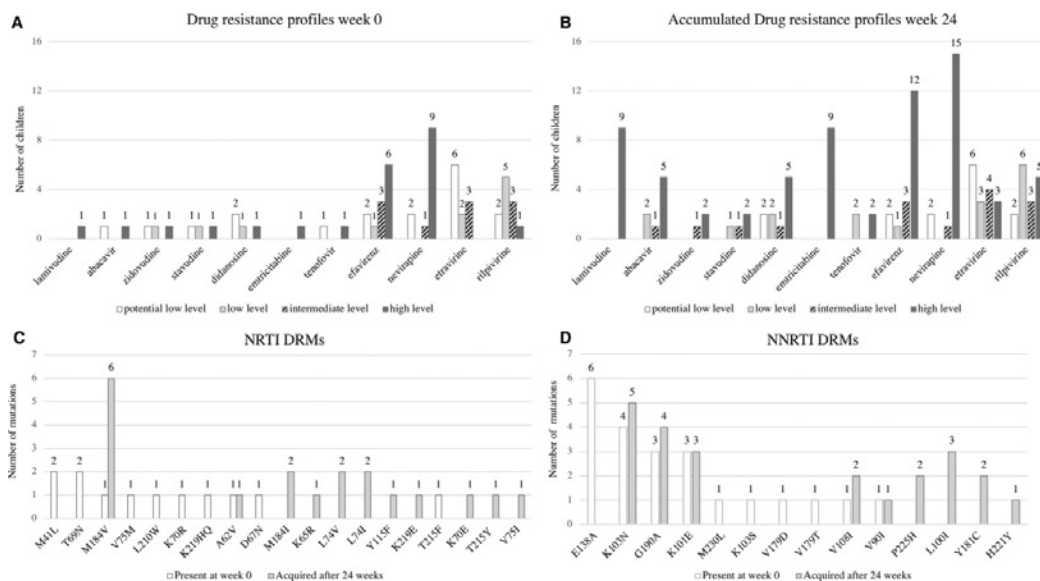 A
Drug resistance profiles week 0
Number of children
16
12
8
4
0
1
1 1
1 1 1
1 1 1
2 1 1
1
1 1
2 1 3 6
2 1 9
6 2 3
2 5 3 1
lamivudine
abacavir
zidovudine
stavudine
didanosine
emtricitabine
tenofovir
efavirenz
nevirapine
etravirine
rilpivirine
potential low level low level intermediate level high level
B
Accumulated Drug resistance profiles week 24
Number of children
16
12
8
4
0
9
2 1 5
1 2
1 1 2
2 2 1 5
9
2 2
2 1 3 12
2 1 15
6 3 4 3
2 6 3 5
lamivudine
abacavir
zidovudine
stavudine
didanosine
emtricitabine
tenofovir
efavirenz
nevirapine
etravirine
rilpivirine
potential low level low level intermediate level high level
C
NRTI DRMs
Number of mutations
7
6
5
4
3
2
1
0
2
2
1 6
1
1
1
1
1 1
1
2
1
2
2
1
1
1
1
1
1
M41L
T69N
M184V
V75M
L210W
K70R
K219HQ
A62V
D67N
M184I
K65R
L74V
L74I
Y115F
K219E
T215F
K70E
T215Y
V75I
Present at week 0 Acquired after 24 weeks
D
NNRTI DRMs
Number of mutations
7
6
5
4
3
2
1
0
6
4 5
3 4
3 3
1
1
1
1
1 2
1 1
2
3
2
1
E138A
K103N
G190A
K101E
M230L
K103S
V179D
V179T
V108I
V90I
P225H
L100I
Y181C
H221Y
Present at week 0 Acquired after 24 weeks